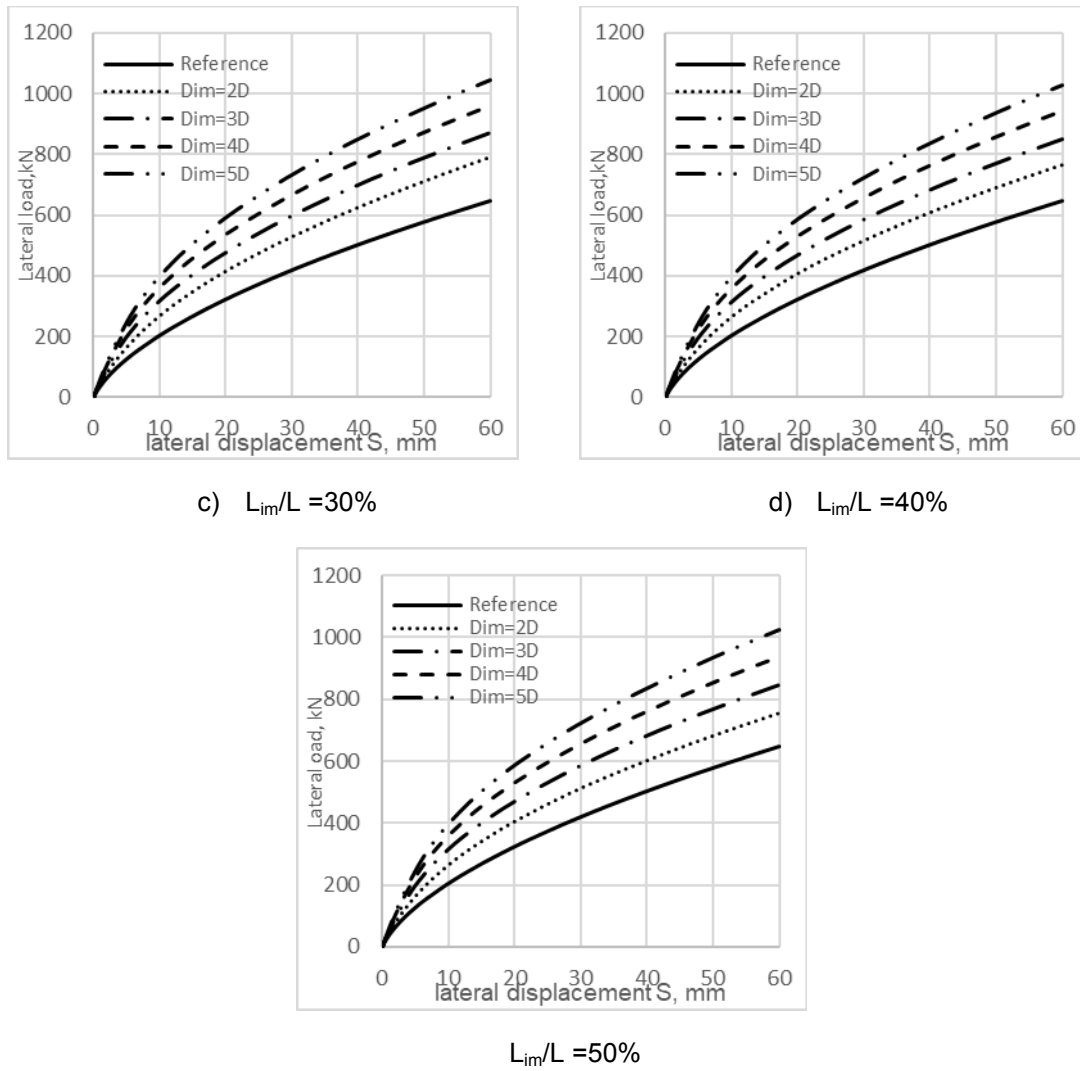 1200
1000
800
600
400
200
0
Lateral load,kN
Reference
Dim=2D
Dim=3D
Dim=4D
Dim=5D
0 10 20 30 40 50 60
lateral displacement S, mm
c) Lim/L =30%
1200
1000
800
600
400
200
0
Lateral load,kN
Reference
Dim=2D
Dim=3D
Dim=4D
Dim=5D
0 10 20 30 40 50 60
lateral displacement S, mm
d) Lim/L =40%
1200
1000
800
600
400
200
0
Lateral oad, kN
Reference
Dim=2D
Dim=3D
Dim=4D
Dim=5D
0 10 20 30 40 50 60
lateral displacement S, mm
Lim/L =50%